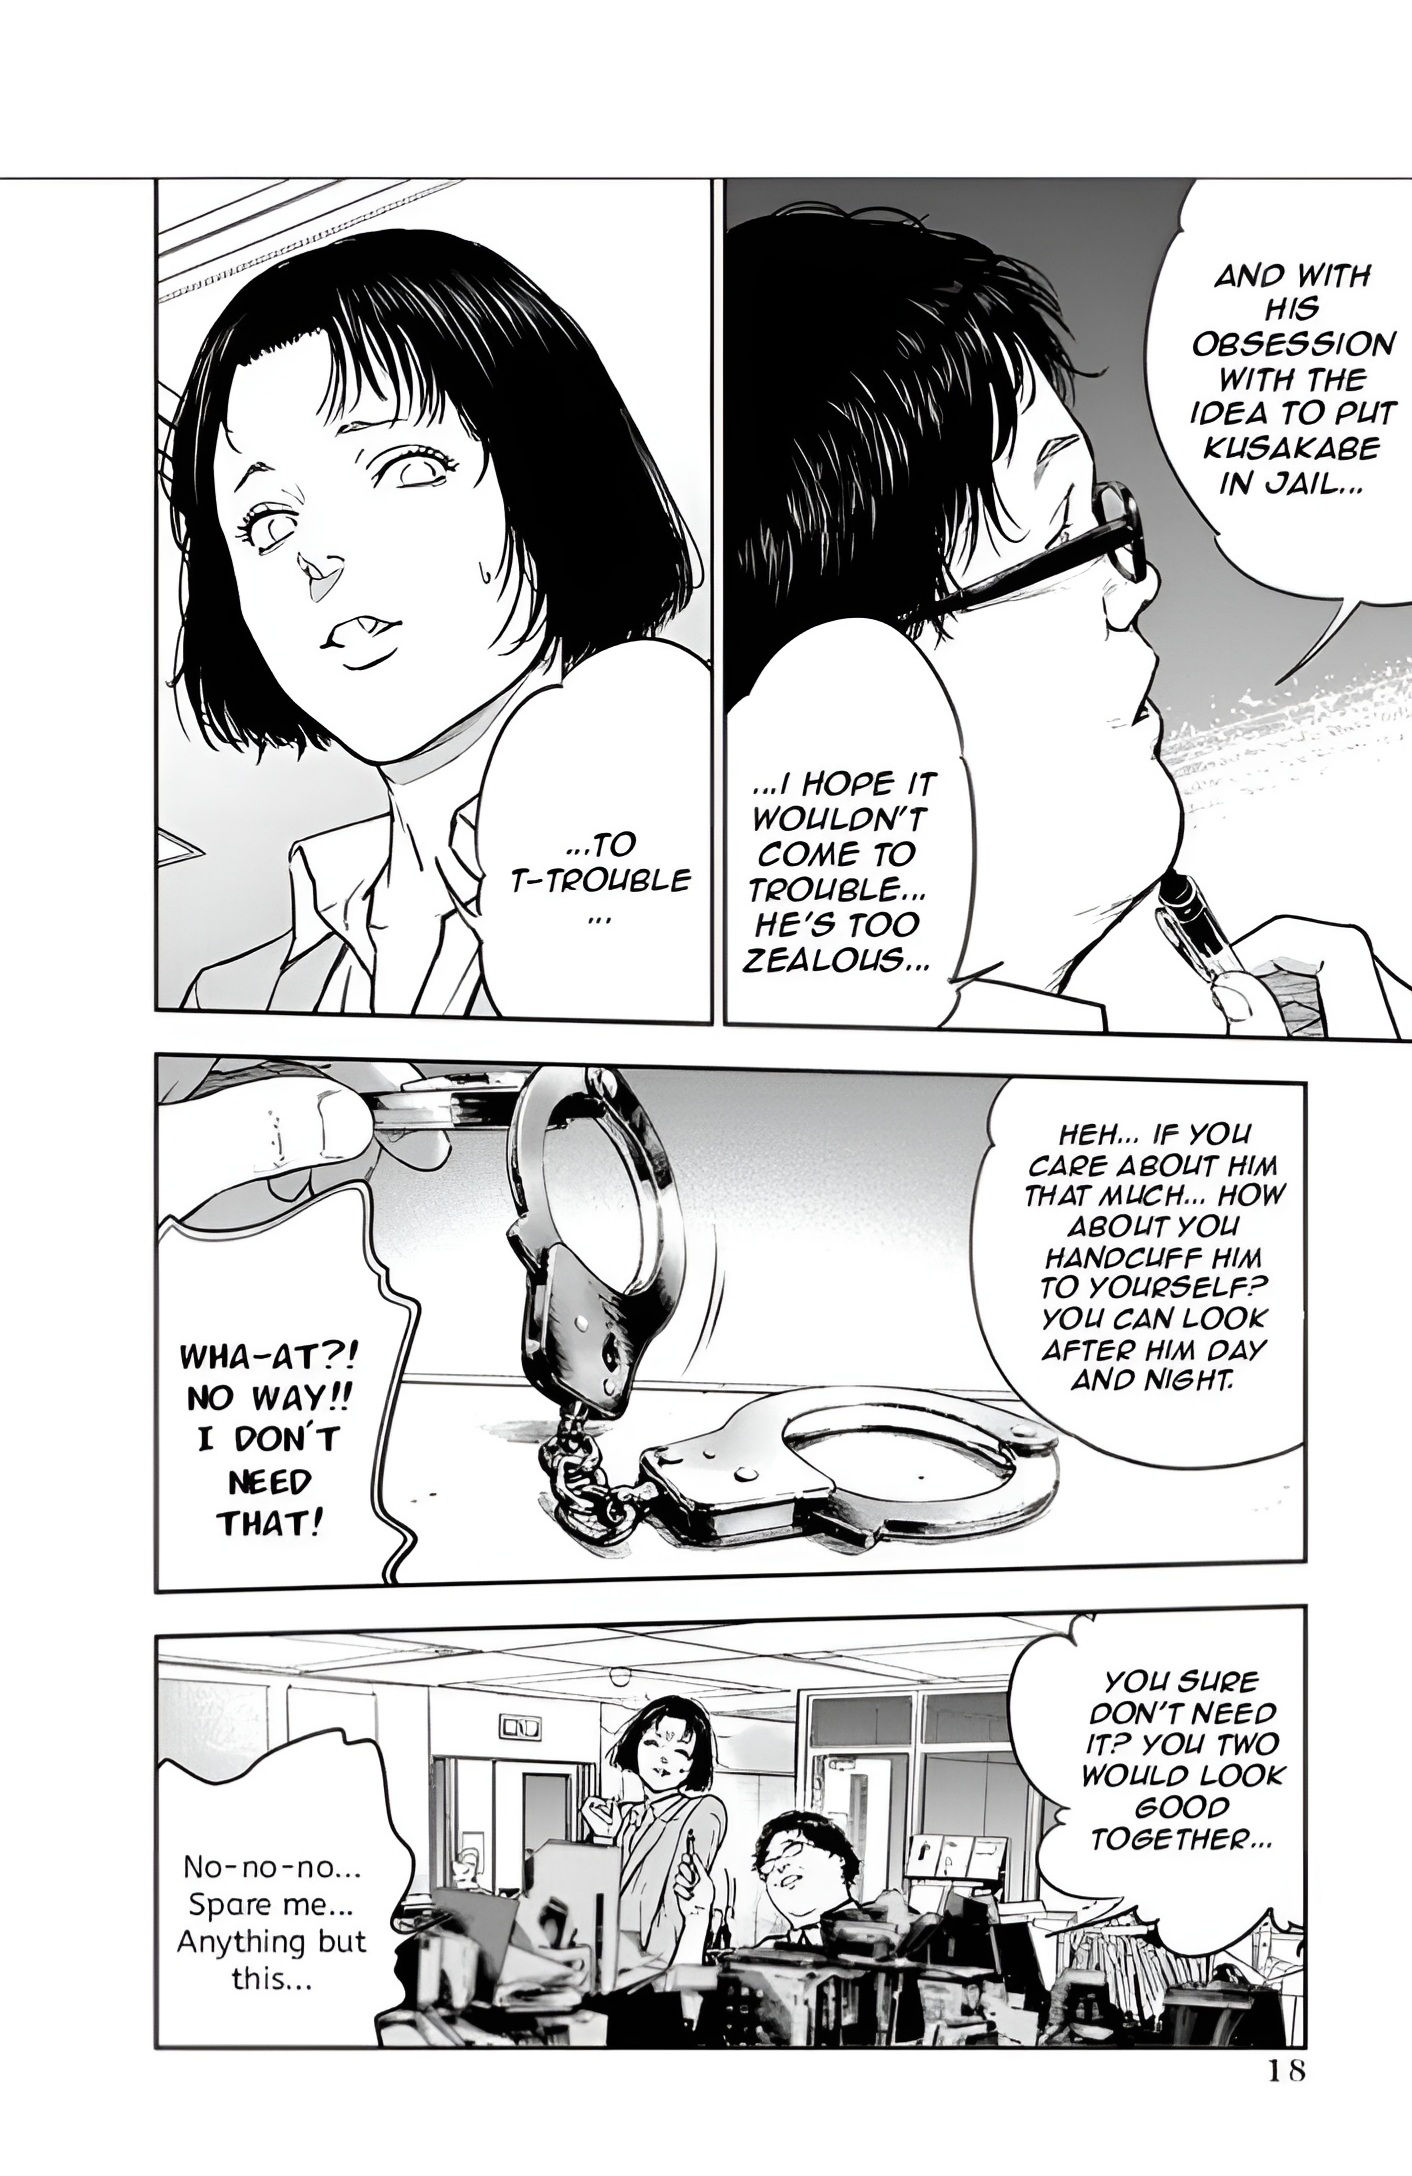 AND WITH
HIS
OBSESSION
WITH THE
IDEA TO PUT
KUSAKABE
IN JAIL...
...I HOPE IT
WOULDN'T
COME TO
TROUBLE...
HE'S TOO
ZEALOUS...
...TO
T-TROUBLE
...
HEH... IF YOU
CARE ABOUT HIM
THAT MUCH... HOW
ABOUT YOU
HANDCUFF HIM
TO YOURSELF?
YOU CAN LOOK
AFTER HIM DAY
AND NIGHT.
WHA-AT?!
NO WAY!!
I DON'T
NEED
THAT!
YOU SURE
DON'T NEED
IT? YOU TWO
WOULD LOOK
GOOD
TOGETHER...
No-no-no...
Spare me...
Anything but
this...
18